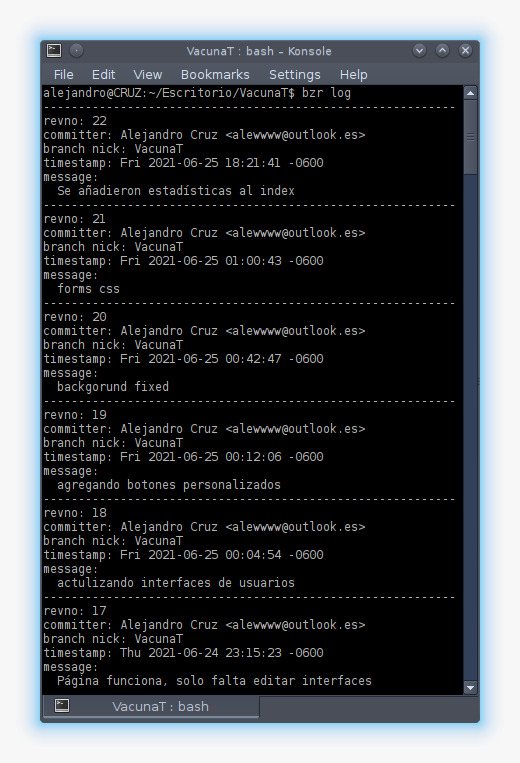 VacunaT : bash – Konsole
File Edit View Bookmarks Settings Help
alejandro@CRUZ:~/Escritorio/VacunaT$ bzr log
------------------------------------------------------------
revno: 22
committer: Alejandro Cruz <alewwww@outlook.es>
branch nick: VacunaT
timestamp: Fri 2021-06-25 18:21:41 -0600
message:
  Se añadieron estadísticas al index
------------------------------------------------------------
revno: 21
committer: Alejandro Cruz <alewwww@outlook.es>
branch nick: VacunaT
timestamp: Fri 2021-06-25 01:00:43 -0600
message:
  forms css
------------------------------------------------------------
revno: 20
committer: Alejandro Cruz <alewwww@outlook.es>
branch nick: VacunaT
timestamp: Fri 2021-06-25 00:42:47 -0600
message:
  backgorund fixed
------------------------------------------------------------
revno: 19
committer: Alejandro Cruz <alewwww@outlook.es>
branch nick: VacunaT
timestamp: Fri 2021-06-25 00:12:06 -0600
message:
  agregando botones personalizados
------------------------------------------------------------
revno: 18
committer: Alejandro Cruz <alewwww@outlook.es>
branch nick: VacunaT
timestamp: Fri 2021-06-25 00:04:54 -0600
message:
  actulizando interfaces de usuarios
------------------------------------------------------------
revno: 17
committer: Alejandro Cruz <alewwww@outlook.es>
branch nick: VacunaT
timestamp: Thu 2021-06-24 23:15:23 -0600
message:
  Página funciona, solo falta editar interfaces
VacunaT : bash